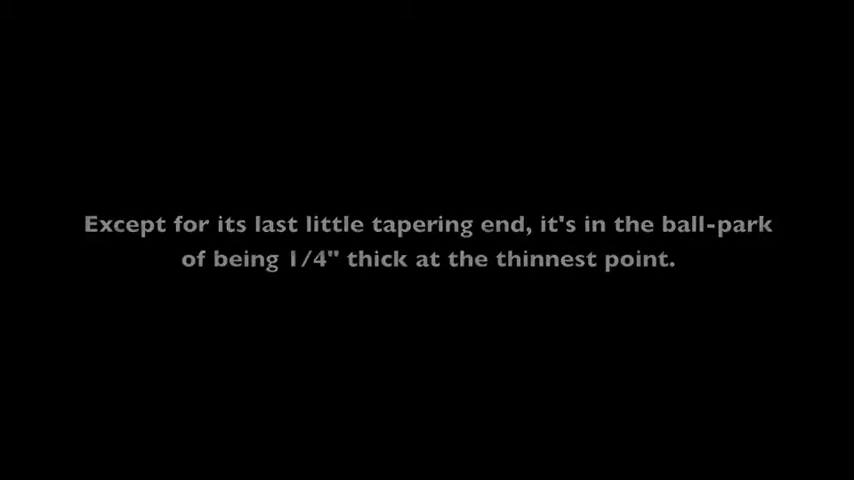 Except for its last little tapering end, it's in the ball-park
of being 1/4" thick at the thinnest point.